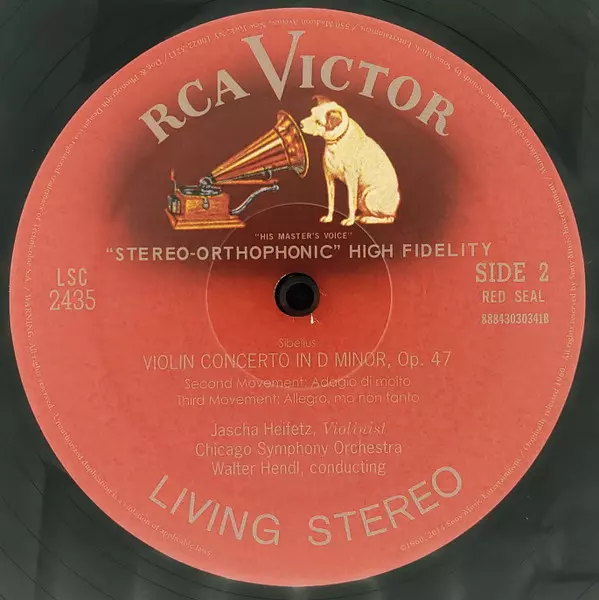 RCA VICTOR
"HIS MASTER'S VOICE"
"STEREO-ORTHOPHONIC" HIGH FIDELITY
LSC
2435
SIDE 2
RED SEAL
88843030341B
Sibelius
VIOLIN CONCERTO IN D MINOR, Op. 47
Second Movement: Adagio di molto
Third Movement: Allegro, ma non tanto
Jascha Heifetz, Violinist
Chicago Symphony Orchestra
Walter Hendl, conducting
LIVING STEREO